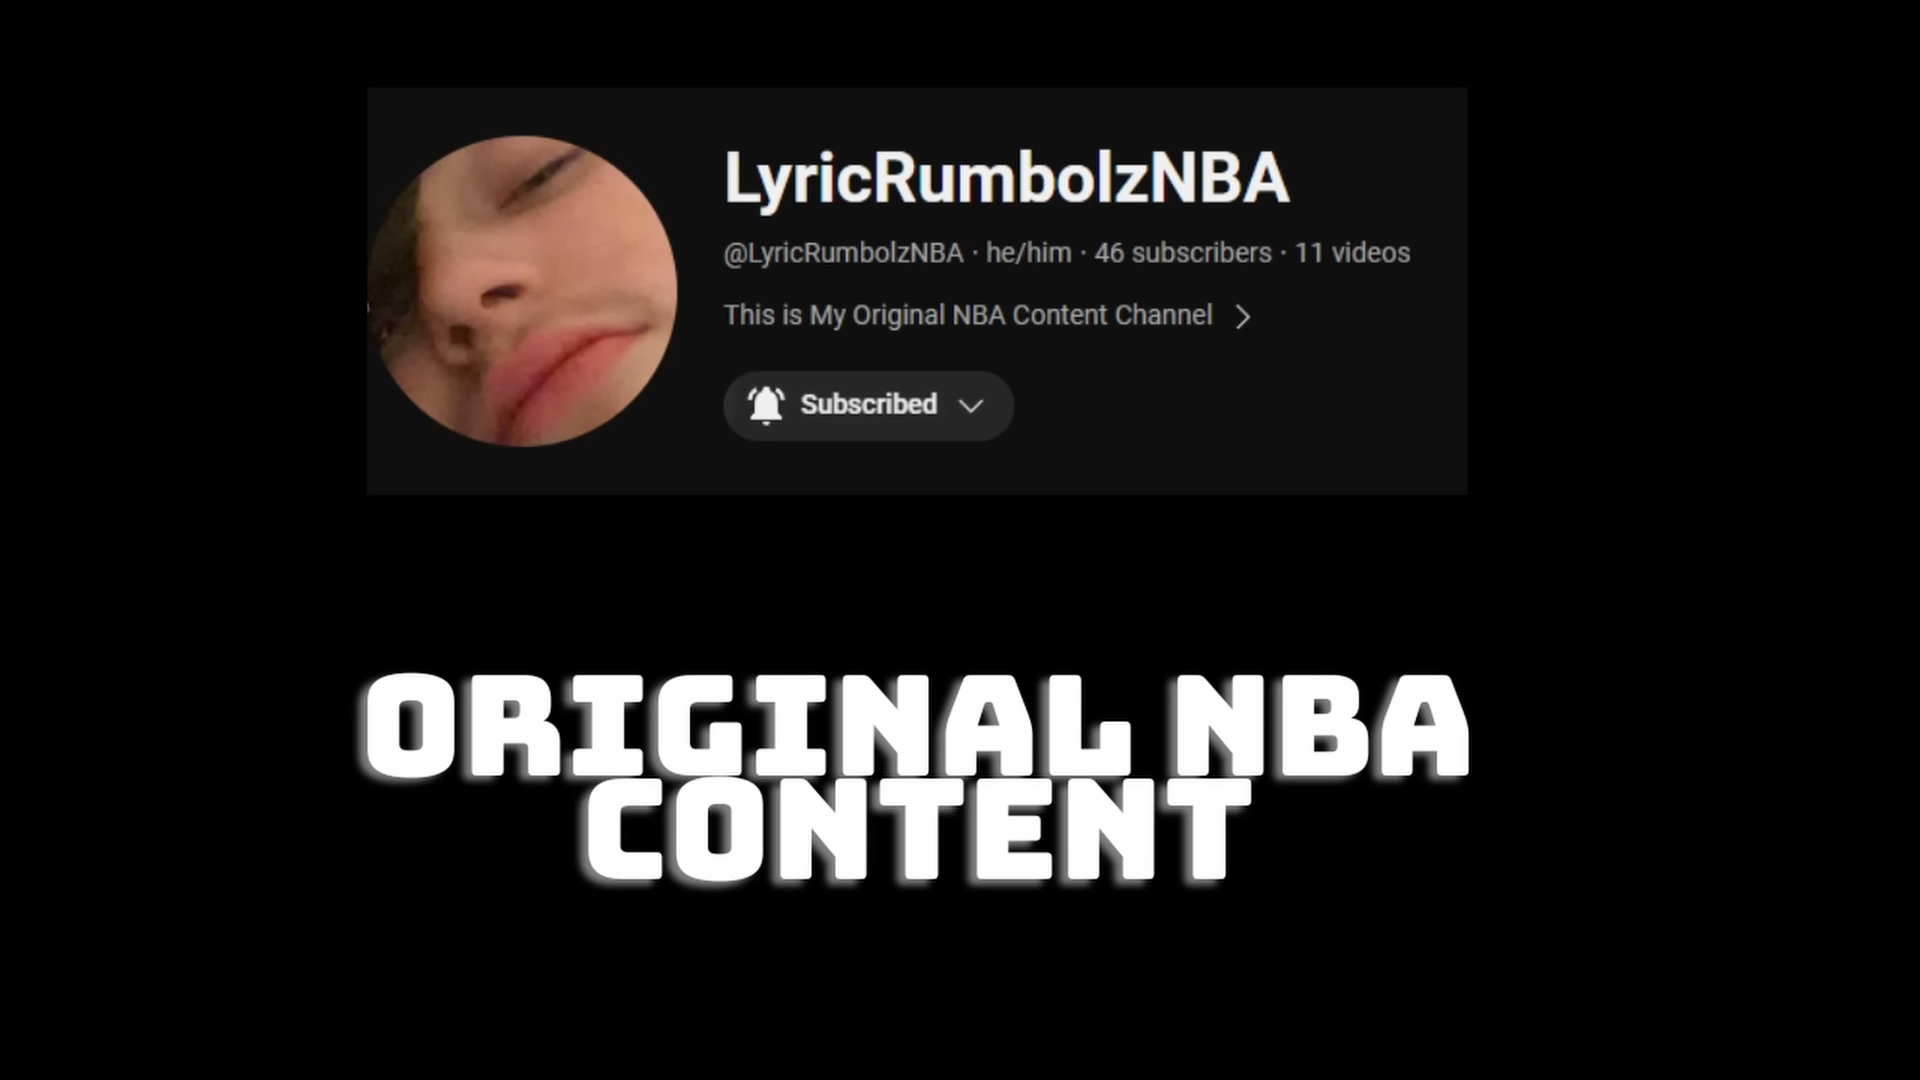 LyricRumbolzNBA
@LyricRumbolzNBA · he/him · 46 subscribers · 11 videos
This is My Original NBA Content Channel
Subscribed
ORIGINAL NBA
CONTENT